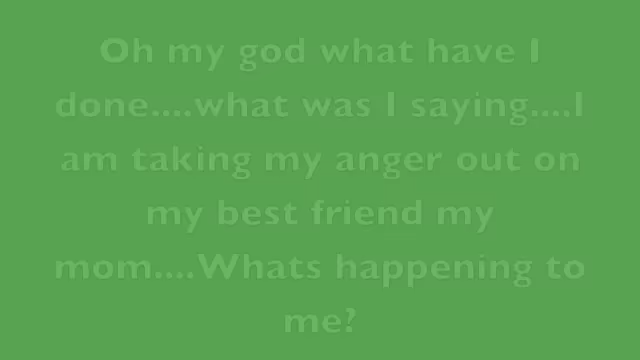 Oh my god what have I
done....what was I saying....I
am taking my anger out on
my best friend my
mom....Whats happening to
me?